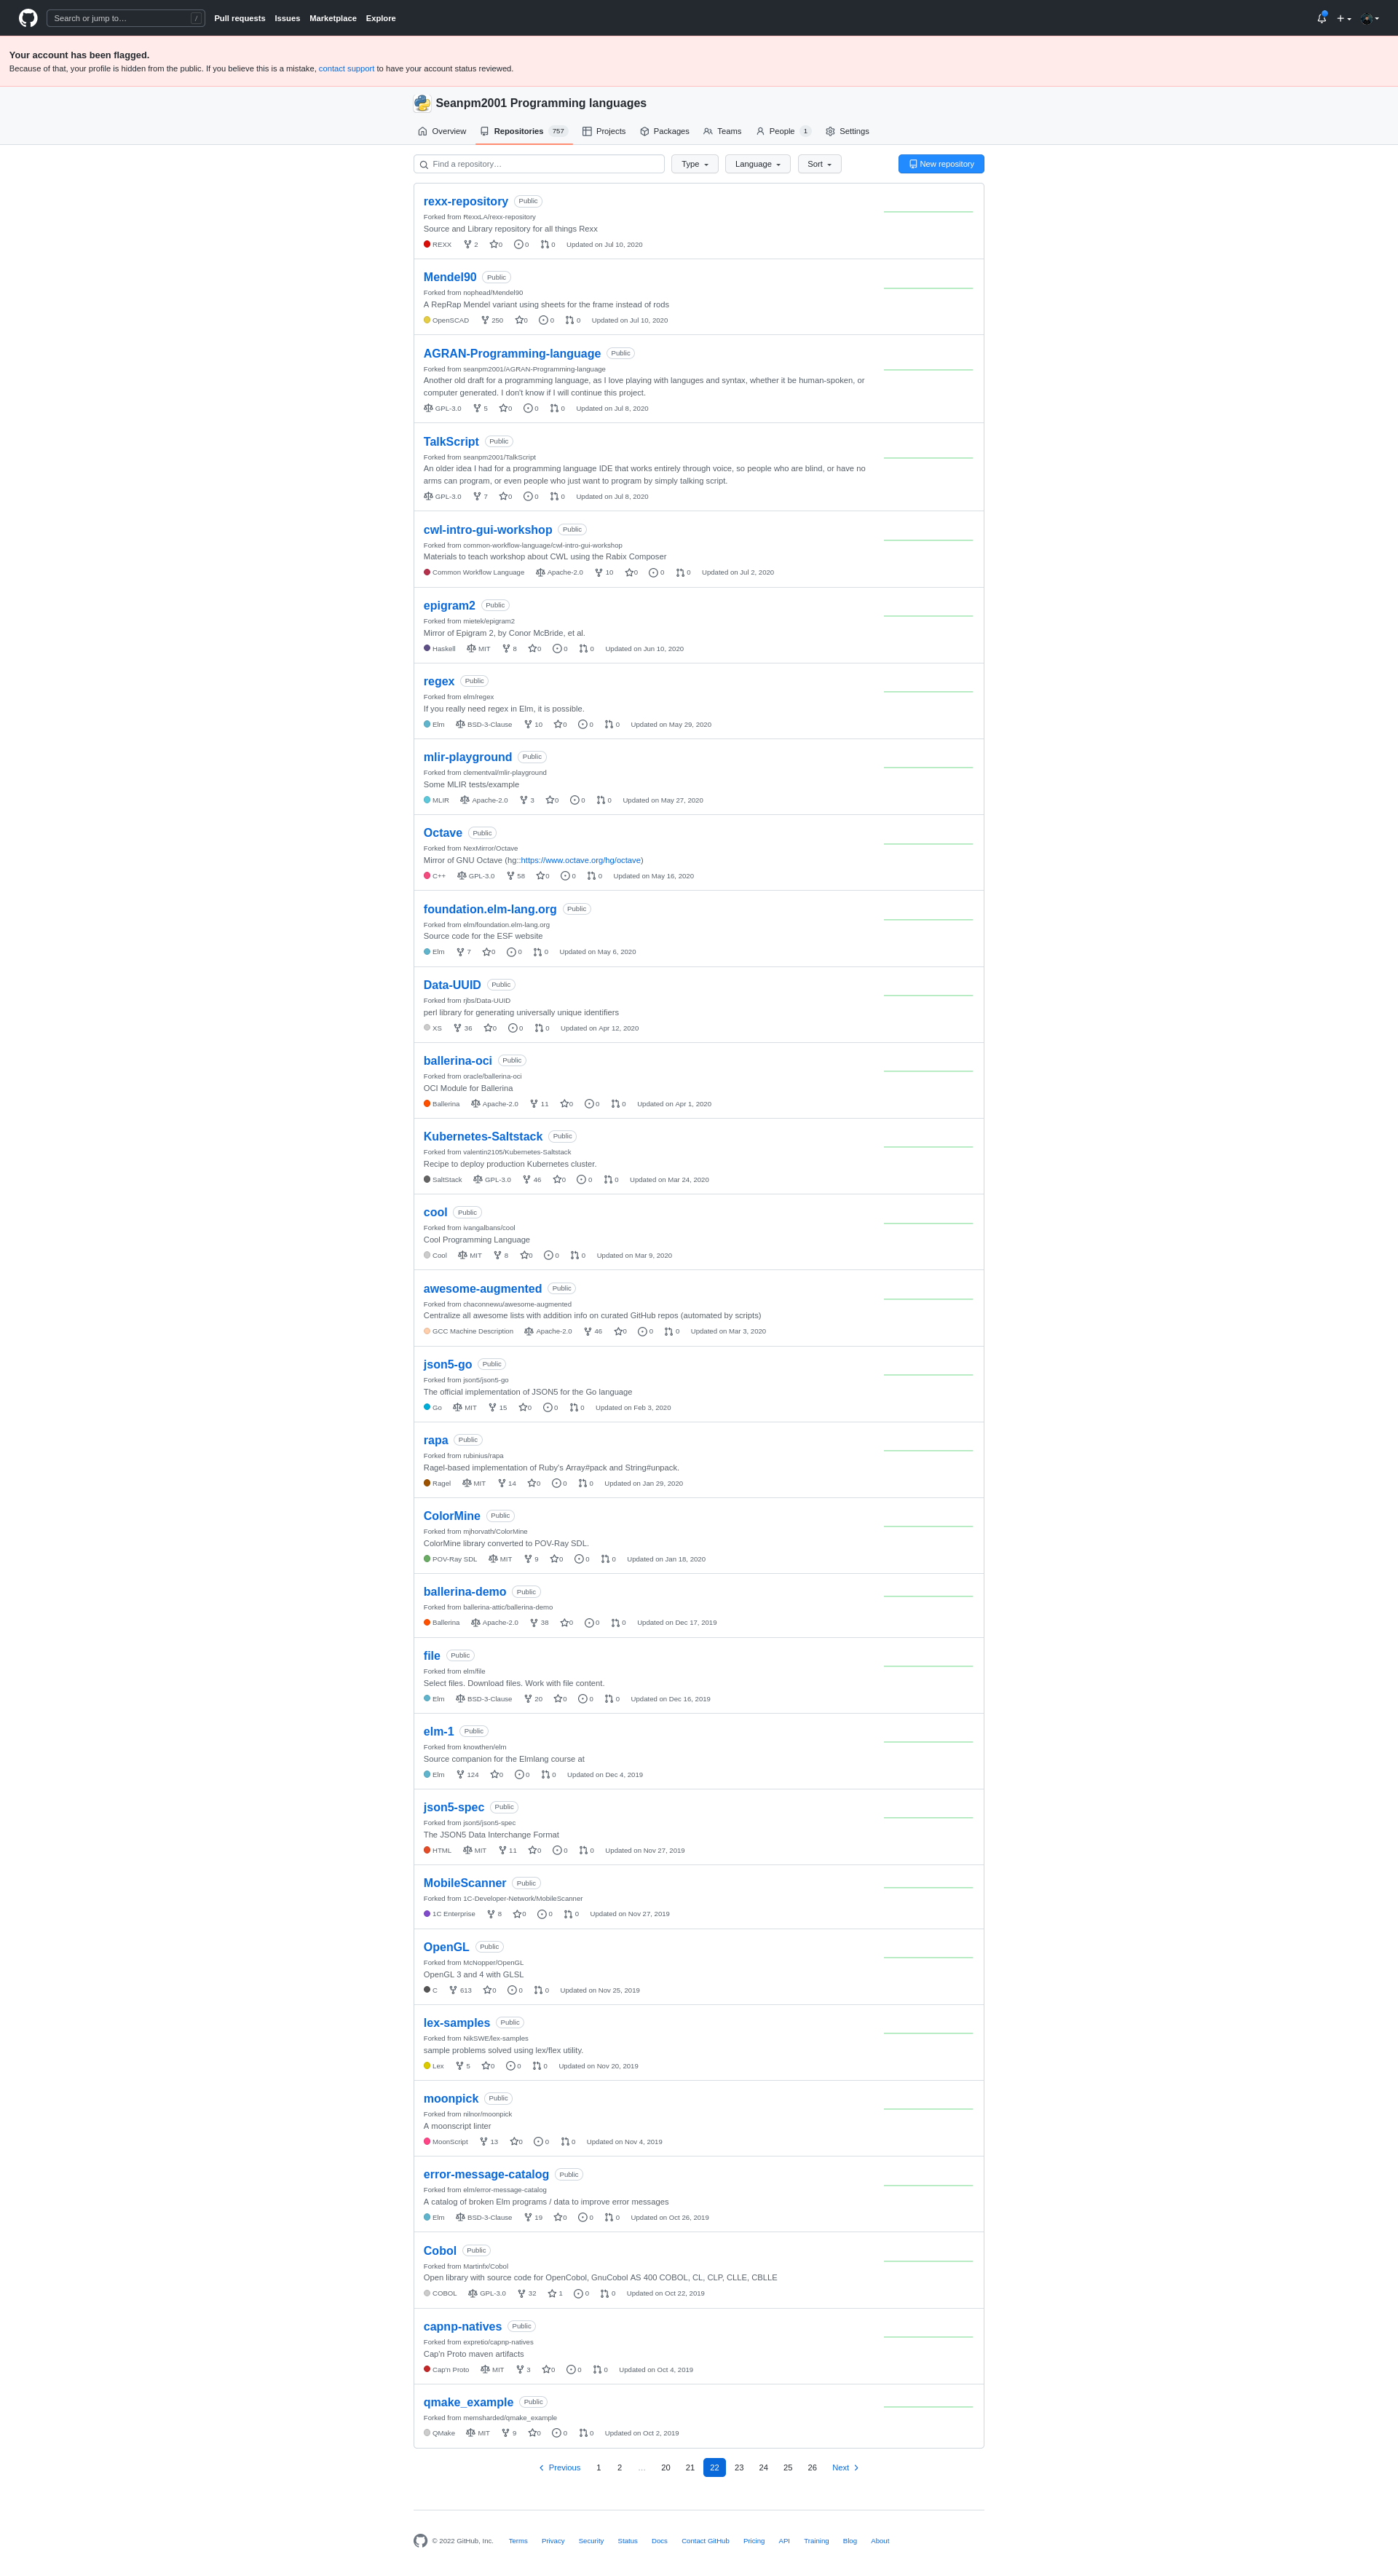 Search or jump to… /
Pull requests Issues Marketplace Explore
Your account has been flagged.
Because of that, your profile is hidden from the public. If you believe this is a mistake, contact support to have your account status reviewed.
Seanpm2001 Programming languages
Overview Repositories 757 Projects Packages Teams People 1 Settings
Find a repository… Type Language Sort New repository
rexx-repository Public
Forked from RexxLA/rexx-repository
Source and Library repository for all things Rexx
REXX 2 0 0 0 Updated on Jul 10, 2020
Mendel90 Public
Forked from nophead/Mendel90
A RepRap Mendel variant using sheets for the frame instead of rods
OpenSCAD 250 0 0 0 Updated on Jul 10, 2020
AGRAN-Programming-language Public
Forked from seanpm2001/AGRAN-Programming-language
Another old draft for a programming language, as I love playing with languges and syntax, whether it be human-spoken, or
computer generated. I don't know if I will continue this project.
GPL-3.0 5 0 0 0 Updated on Jul 8, 2020
TalkScript Public
Forked from seanpm2001/TalkScript
An older idea I had for a programming language IDE that works entirely through voice, so people who are blind, or have no
arms can program, or even people who just want to program by simply talking script.
GPL-3.0 7 0 0 0 Updated on Jul 8, 2020
cwl-intro-gui-workshop Public
Forked from common-workflow-language/cwl-intro-gui-workshop
Materials to teach workshop about CWL using the Rabix Composer
Common Workflow Language Apache-2.0 10 0 0 0 Updated on Jul 2, 2020
epigram2 Public
Forked from mietek/epigram2
Mirror of Epigram 2, by Conor McBride, et al.
Haskell MIT 8 0 0 0 Updated on Jun 10, 2020
regex Public
Forked from elm/regex
If you really need regex in Elm, it is possible.
Elm BSD-3-Clause 10 0 0 0 Updated on May 29, 2020
mlir-playground Public
Forked from clementval/mlir-playground
Some MLIR tests/example
MLIR Apache-2.0 3 0 0 0 Updated on May 27, 2020
Octave Public
Forked from NexMirror/Octave
Mirror of GNU Octave (hg::https://www.octave.org/hg/octave)
C++ GPL-3.0 58 0 0 0 Updated on May 16, 2020
foundation.elm-lang.org Public
Forked from elm/foundation.elm-lang.org
Source code for the ESF website
Elm 7 0 0 0 Updated on May 6, 2020
Data-UUID Public
Forked from rjbs/Data-UUID
perl library for generating universally unique identifiers
XS 36 0 0 0 Updated on Apr 12, 2020
ballerina-oci Public
Forked from oracle/ballerina-oci
OCI Module for Ballerina
Ballerina Apache-2.0 11 0 0 0 Updated on Apr 1, 2020
Kubernetes-Saltstack Public
Forked from valentin2105/Kubernetes-Saltstack
Recipe to deploy production Kubernetes cluster.
SaltStack GPL-3.0 46 0 0 0 Updated on Mar 24, 2020
cool Public
Forked from ivangalbans/cool
Cool Programming Language
Cool MIT 8 0 0 0 Updated on Mar 9, 2020
awesome-augmented Public
Forked from chaconnewu/awesome-augmented
Centralize all awesome lists with addition info on curated GitHub repos (automated by scripts)
GCC Machine Description Apache-2.0 46 0 0 0 Updated on Mar 3, 2020
json5-go Public
Forked from json5/json5-go
The official implementation of JSON5 for the Go language
Go MIT 15 0 0 0 Updated on Feb 3, 2020
rapa Public
Forked from rubinius/rapa
Ragel-based implementation of Ruby's Array#pack and String#unpack.
Ragel MIT 14 0 0 0 Updated on Jan 29, 2020
ColorMine Public
Forked from mjhorvath/ColorMine
ColorMine library converted to POV-Ray SDL.
POV-Ray SDL MIT 9 0 0 0 Updated on Jan 18, 2020
ballerina-demo Public
Forked from ballerina-attic/ballerina-demo
Ballerina Apache-2.0 38 0 0 0 Updated on Dec 17, 2019
file Public
Forked from elm/file
Select files. Download files. Work with file content.
Elm BSD-3-Clause 20 0 0 0 Updated on Dec 16, 2019
elm-1 Public
Forked from knowthen/elm
Source companion for the Elmlang course at
Elm 124 0 0 0 Updated on Dec 4, 2019
json5-spec Public
Forked from json5/json5-spec
The JSON5 Data Interchange Format
HTML MIT 11 0 0 0 Updated on Nov 27, 2019
MobileScanner Public
Forked from 1C-Developer-Network/MobileScanner
1C Enterprise 8 0 0 0 Updated on Nov 27, 2019
OpenGL Public
Forked from McNopper/OpenGL
OpenGL 3 and 4 with GLSL
C 613 0 0 0 Updated on Nov 25, 2019
lex-samples Public
Forked from NikSWE/lex-samples
sample problems solved using lex/flex utility.
Lex 5 0 0 0 Updated on Nov 20, 2019
moonpick Public
Forked from nilnor/moonpick
A moonscript linter
MoonScript 13 0 0 0 Updated on Nov 4, 2019
error-message-catalog Public
Forked from elm/error-message-catalog
A catalog of broken Elm programs / data to improve error messages
Elm BSD-3-Clause 19 0 0 0 Updated on Oct 26, 2019
Cobol Public
Forked from Martinfx/Cobol
Open library with source code for OpenCobol, GnuCobol AS 400 COBOL, CL, CLP, CLLE, CBLLE
COBOL GPL-3.0 32 1 0 0 Updated on Oct 22, 2019
capnp-natives Public
Forked from expretio/capnp-natives
Cap'n Proto maven artifacts
Cap'n Proto MIT 3 0 0 0 Updated on Oct 4, 2019
qmake_example Public
Forked from memsharded/qmake_example
QMake MIT 9 0 0 0 Updated on Oct 2, 2019
Previous 1 2 … 20 21 22 23 24 25 26 Next
© 2022 GitHub, Inc. Terms Privacy Security Status Docs Contact GitHub Pricing API Training Blog About